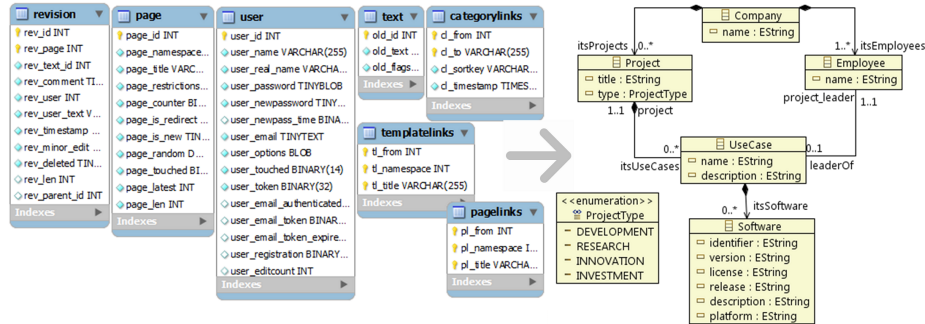 revision
rev_id INT
rev_page INT
rev_text_id INT
rev_comment TI...
rev_user INT
rev_user_text V...
rev_timestamp ...
rev_minor_edit ...
rev_deleted TIN...
rev_len INT
rev_parent_id INT
Indexes
page
page_id INT
page_namespace...
page_title VARC...
page_restrictions...
page_counter BI...
page_is_redirect ...
page_is_new TIN...
page_random D...
page_touched BI...
page_latest INT
page_len INT
Indexes
user
user_id INT
user_name VARCHAR(255)
user_real_name VARCHA...
user_password TINYBLOB
user_newpassword TINY...
user_newpass_time BINA...
user_email TINYTEXT
user_options BLOB
user_touched BINARY(14)
user_token BINARY(32)
user_email_authenticated...
user_email_token BINAR...
user_email_token_expire...
user_registration BINARY...
user_editcount INT
Indexes
text
old_id INT
old_text ...
old_flags...
Indexes
categorylinks
cl_from INT
cl_to VARCHAR(255)
cl_sortkey VARCHAR(...
cl_timestamp TIMES...
Indexes
templatelinks
tl_from INT
tl_namespace INT
tl_title VARCHAR(255)
Indexes
pagelinks
pl_from INT
pl_namespace I...
pl_title VARCHA...
Indexes
Company
name : EString
itsProjects
0..*
1..*
itsEmployees
Project
title : EString
type : ProjectType
Employee
name : EString
1..1
project
project_leader
1..1
0..*
itsUseCases
UseCase
name : EString
description : EString
0..1
leaderOf
<<enumeration>>
ProjectType
DEVELOPMENT
RESEARCH
INNOVATION
INVESTMENT
0..*
itsSoftware
Software
identifier : EString
version : EString
license : EString
release : EString
description : EString
platform : EString